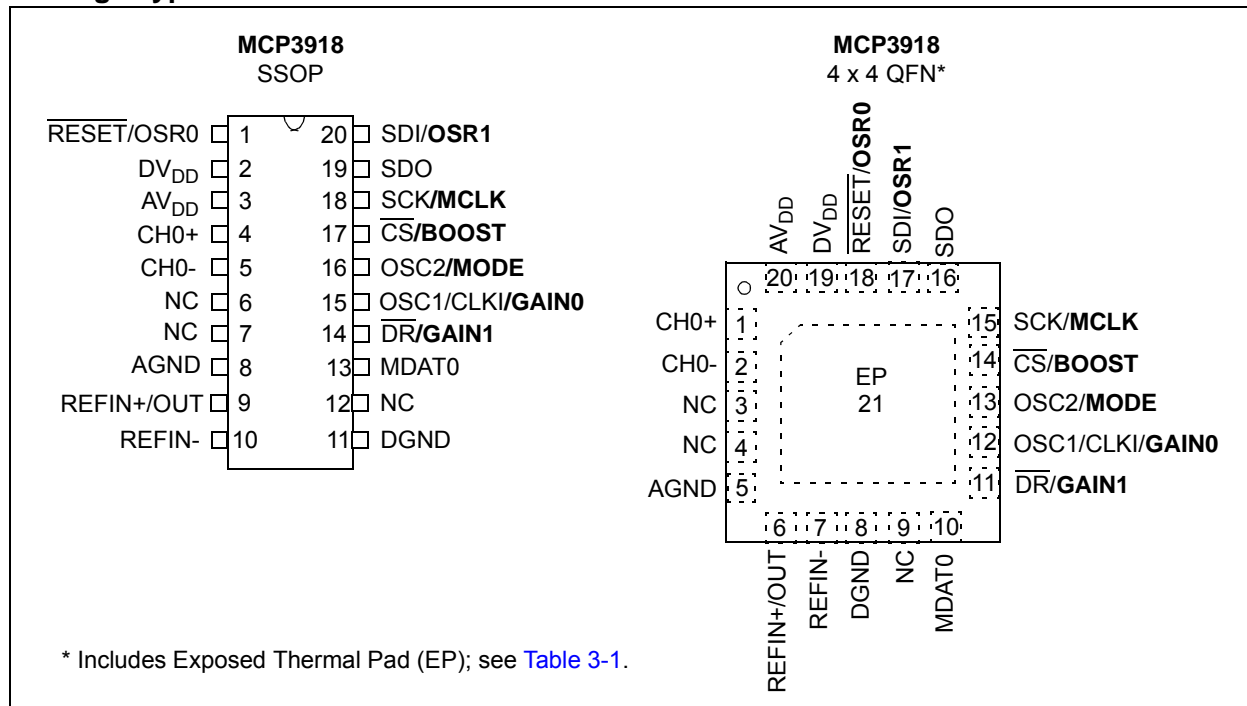 MCP3918
SSOP
RESET/OSR0 1
DVDD 2
AVDD 3
CH0+ 4
CH0- 5
NC 6
NC 7
AGND 8
REFIN+/OUT 9
REFIN- 10
20 SDI/OSR1
19 SDO
18 SCK/MCLK
17 CS/BOOST
16 OSC2/MODE
15 OSC1/CLKI/GAIN0
14 DR/GAIN1
13 MDAT0
12 NC
11 DGND
MCP3918
4 x 4 QFN*
AVDD
DVDD
RESET/OSR0
SDI/OSR1
SDO
20 19 18 17 16
CH0+ 1
CH0- 2
NC 3
NC 4
AGND 5
EP
21
15 SCK/MCLK
14 CS/BOOST
13 OSC2/MODE
12 OSC1/CLKI/GAIN0
11 DR/GAIN1
6 7 8 9 10
REFIN+/OUT
REFIN-
DGND
NC
MDAT0
* Includes Exposed Thermal Pad (EP); see Table 3-1.